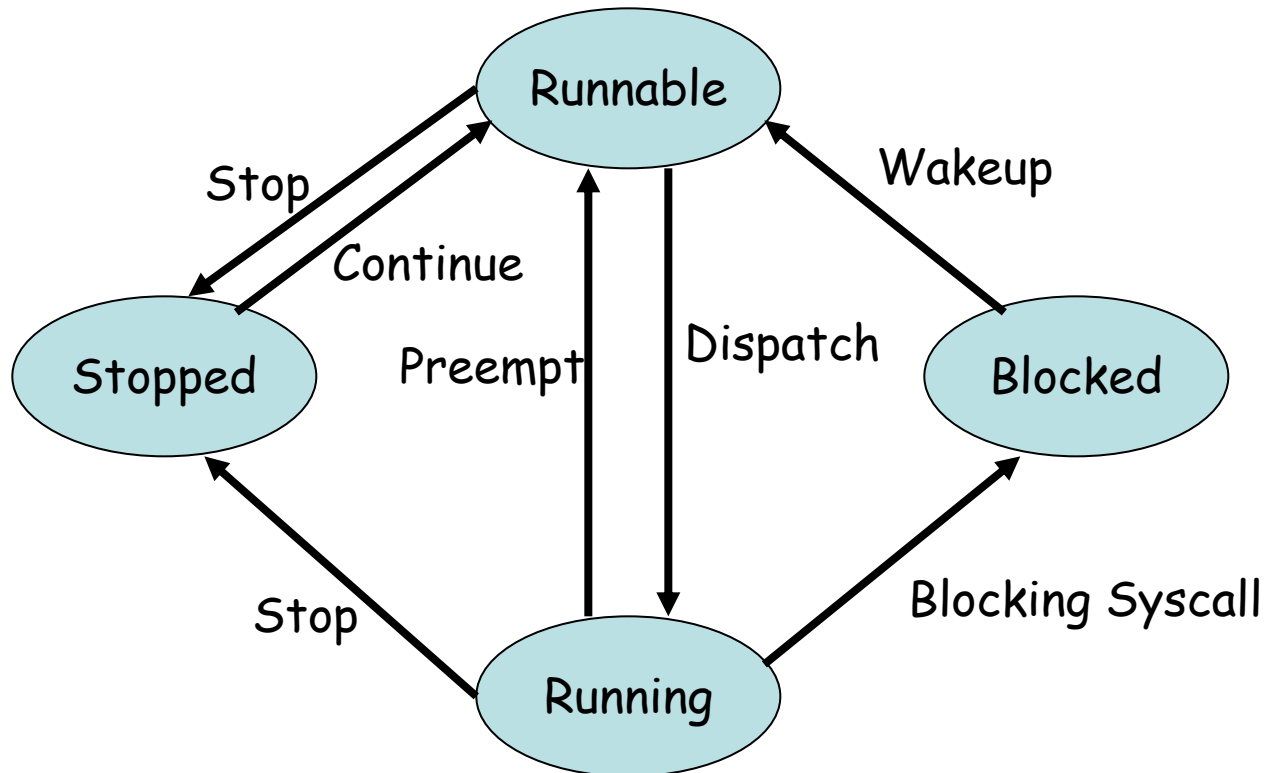 Runnable
Wakeup
Stop
Continue
Dispatch
Preempt
Stopped
Blocked
Blocking Syscall
Stop
Running